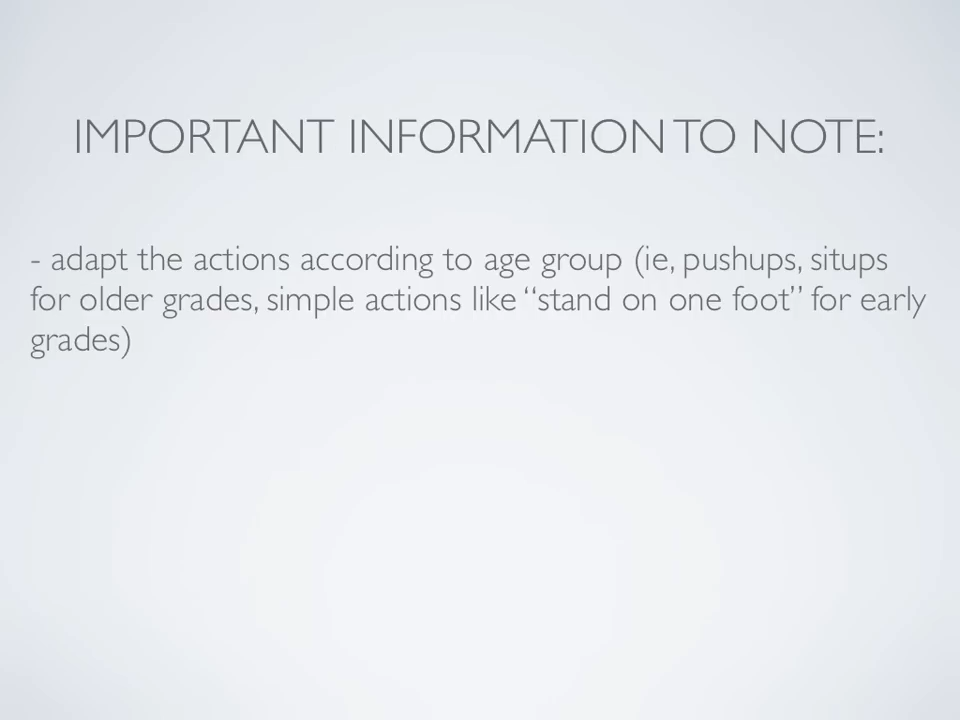 IMPORTANT INFORMATION TO NOTE:
- adapt the actions according to age group (ie, pushups, situps
for older grades, simple actions like “stand on one foot” for early
grades)